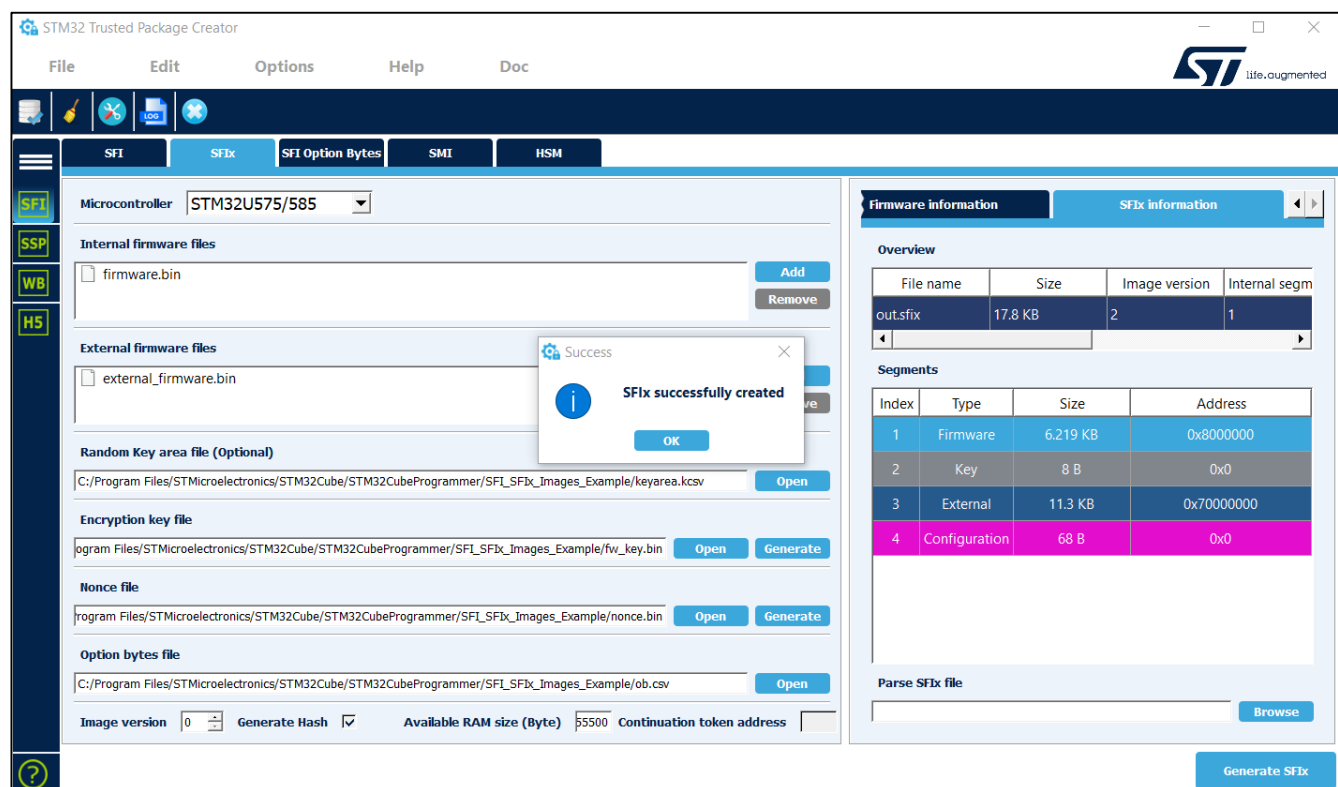 STM32 Trusted Package Creator
File Edit Options Help Doc
ST life.augmented
LOG
SFI SFIx SFI Option Bytes SMI HSM
SFI
SSP
WB
H5
Microcontroller STM32U575/585
Internal firmware files
firmware.bin
Add
Remove
External firmware files
external_firmware.bin
ve
Random Key area file (Optional)
C:/Program Files/STMicroelectronics/STM32Cube/STM32CubeProgrammer/SFI_SFIx_Images_Example/keyarea.kcsv Open
Encryption key file
ogram Files/STMicroelectronics/STM32Cube/STM32CubeProgrammer/SFI_SFIx_Images_Example/fw_key.bin Open Generate
Nonce file
rogram Files/STMicroelectronics/STM32Cube/STM32CubeProgrammer/SFI_SFIx_Images_Example/nonce.bin Open Generate
Option bytes file
C:/Program Files/STMicroelectronics/STM32Cube/STM32CubeProgrammer/SFI_SFIx_Images_Example/ob.csv Open
Image version 0 Generate Hash Available RAM size (Byte) 55500 Continuation token address
Success
SFIx successfully created
OK
Firmware information SFIx information
Overview
File name Size Image version Internal segm
out.sfix 17.8 KB 2 1
Segments
Index Type Size Address
1 Firmware 6.219 KB 0x8000000
2 Key 8 B 0x0
3 External 11.3 KB 0x70000000
4 Configuration 68 B 0x0
Parse SFIx file
Browse
?
Generate SFIx